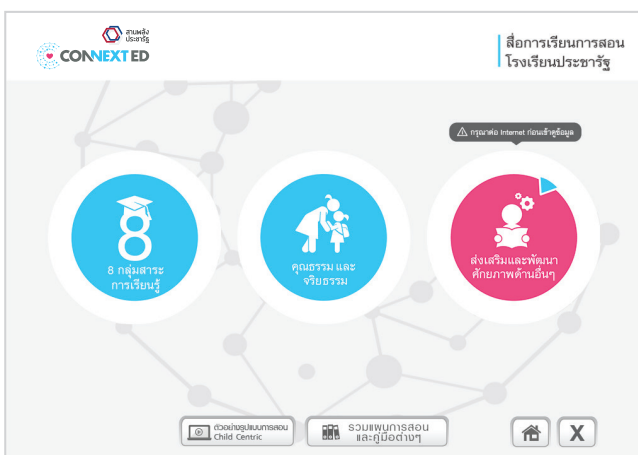 สานพลัง
ประชารัฐ
CONNEXT ED
สื่อการเรียนการสอน
โรงเรียนประชารัฐ
กรุณาต่อ Internet ก่อนเข้าดูข้อมูล
8
8 กลุ่มสาระ
การเรียนรู้
คุณธรรม และ
จริยธรรม
ส่งเสริมและพัฒนา
ศักยภาพด้านอื่นๆ
ตัวอย่างรูปแบบการสอน
Child Centric
รวมแผนการสอน
และคู่มือต่างๆ
X